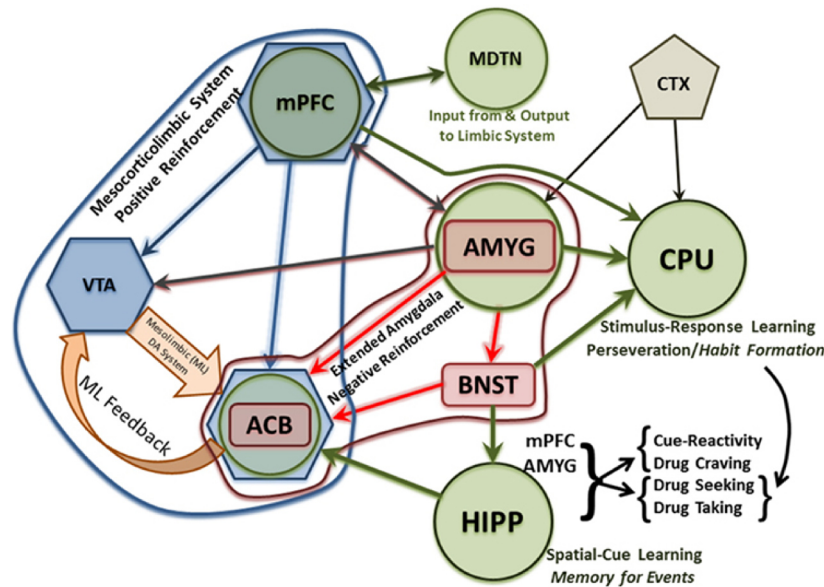 mPFC
MDTN
CTX
Input from & Output
to Limbic System
Mesocorticolimbic System
Positive Reinforcement
AMYG
CPU
VTA
Mesolimbic (ML)
DA System
Extended Amygdala
Negative Reinforcement
Stimulus-Response Learning
Perseveration/Habit Formation
BNST
ML Feedback
ACB
mPFC
AMYG
Cue-Reactivity
Drug Craving
Drug Seeking
Drug Taking
HIPP
Spatial-Cue Learning
Memory for Events